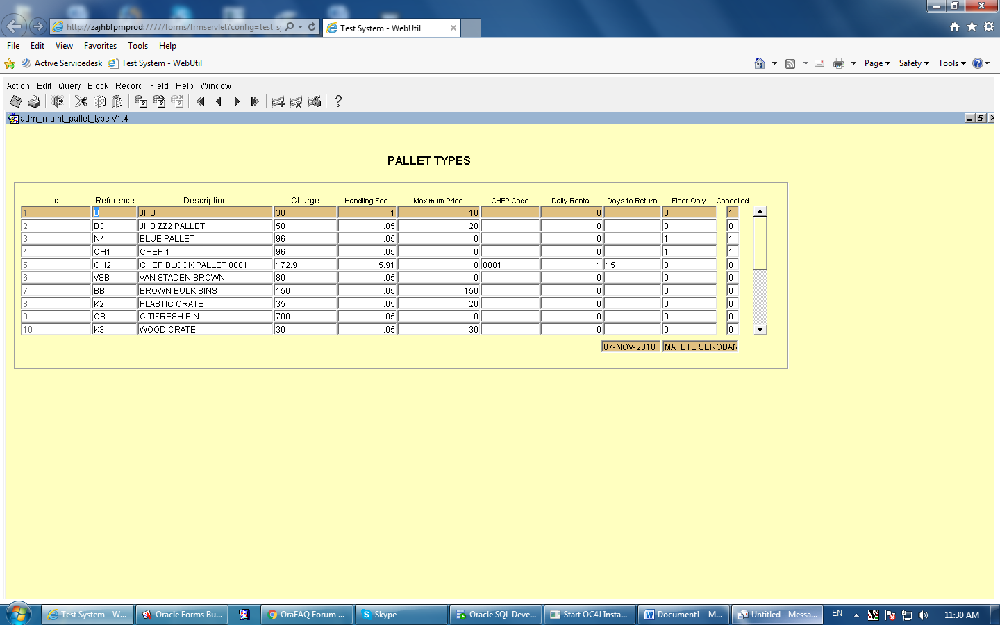 http://zajhbfpmprod:7777/forms/frmservlet?config=test_sy
Test System - WebUtil
File Edit View Favorites Tools Help
Active Servicedesk Test System - WebUtil Page Safety Tools
Action Edit Query Block Record Field Help Window
adm_maint_pallet_type V1.4
PALLET TYPES
Id Reference Description Charge Handling Fee Maximum Price CHEP Code Daily Rental Days to Return Floor Only Cancelled
1 B JHB 30 1 10 0 0 1
2 B3 JHB ZZ2 PALLET 50 .05 20 0 0 0
3 N4 BLUE PALLET 96 .05 0 0 1 1
4 CH1 CHEP 1 96 .05 0 0 1 1
5 CH2 CHEP BLOCK PALLET 8001 172.9 5.91 0 8001 1 15 0 0
6 VSB VAN STADEN BROWN 80 .05 0 0 0 0
7 BB BROWN BULK BINS 150 .05 150 0 0 0
8 K2 PLASTIC CRATE 35 .05 20 0 0 0
9 CB CITIFRESH BIN 700 .05 0 0 0 0
10 K3 WOOD CRATE 30 .05 30 0 0 0
07-NOV-2018 MATETE SEROBAN
Test System - W... Oracle Forms Bu... OraFAQ Forum ... Skype Oracle SQL Deve... Start OC4J Insta... Document1 - M... Untitled - Messa... EN 11:30 AM